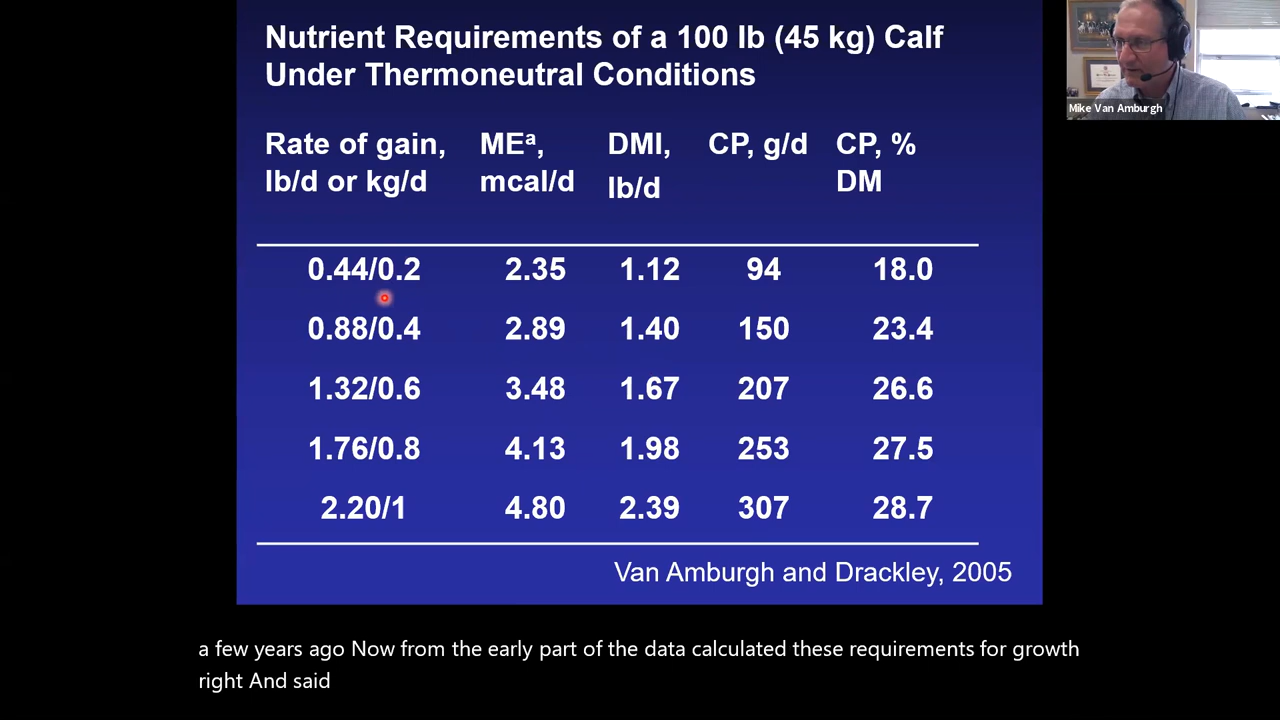 Nutrient Requirements of a 100 lb (45 kg) Calf
Under Thermoneutral Conditions
Mike Van Amburgh
Rate of gain, MEᵃ, DMI, CP, g/d CP, %
lb/d or kg/d mcal/d lb/d DM
0.44/0.2 2.35 1.12 94 18.0
0.88/0.4 2.89 1.40 150 23.4
1.32/0.6 3.48 1.67 207 26.6
1.76/0.8 4.13 1.98 253 27.5
2.20/1 4.80 2.39 307 28.7
Van Amburgh and Drackley, 2005
a few years ago Now from the early part of the data calculated these requirements for growth
right And said